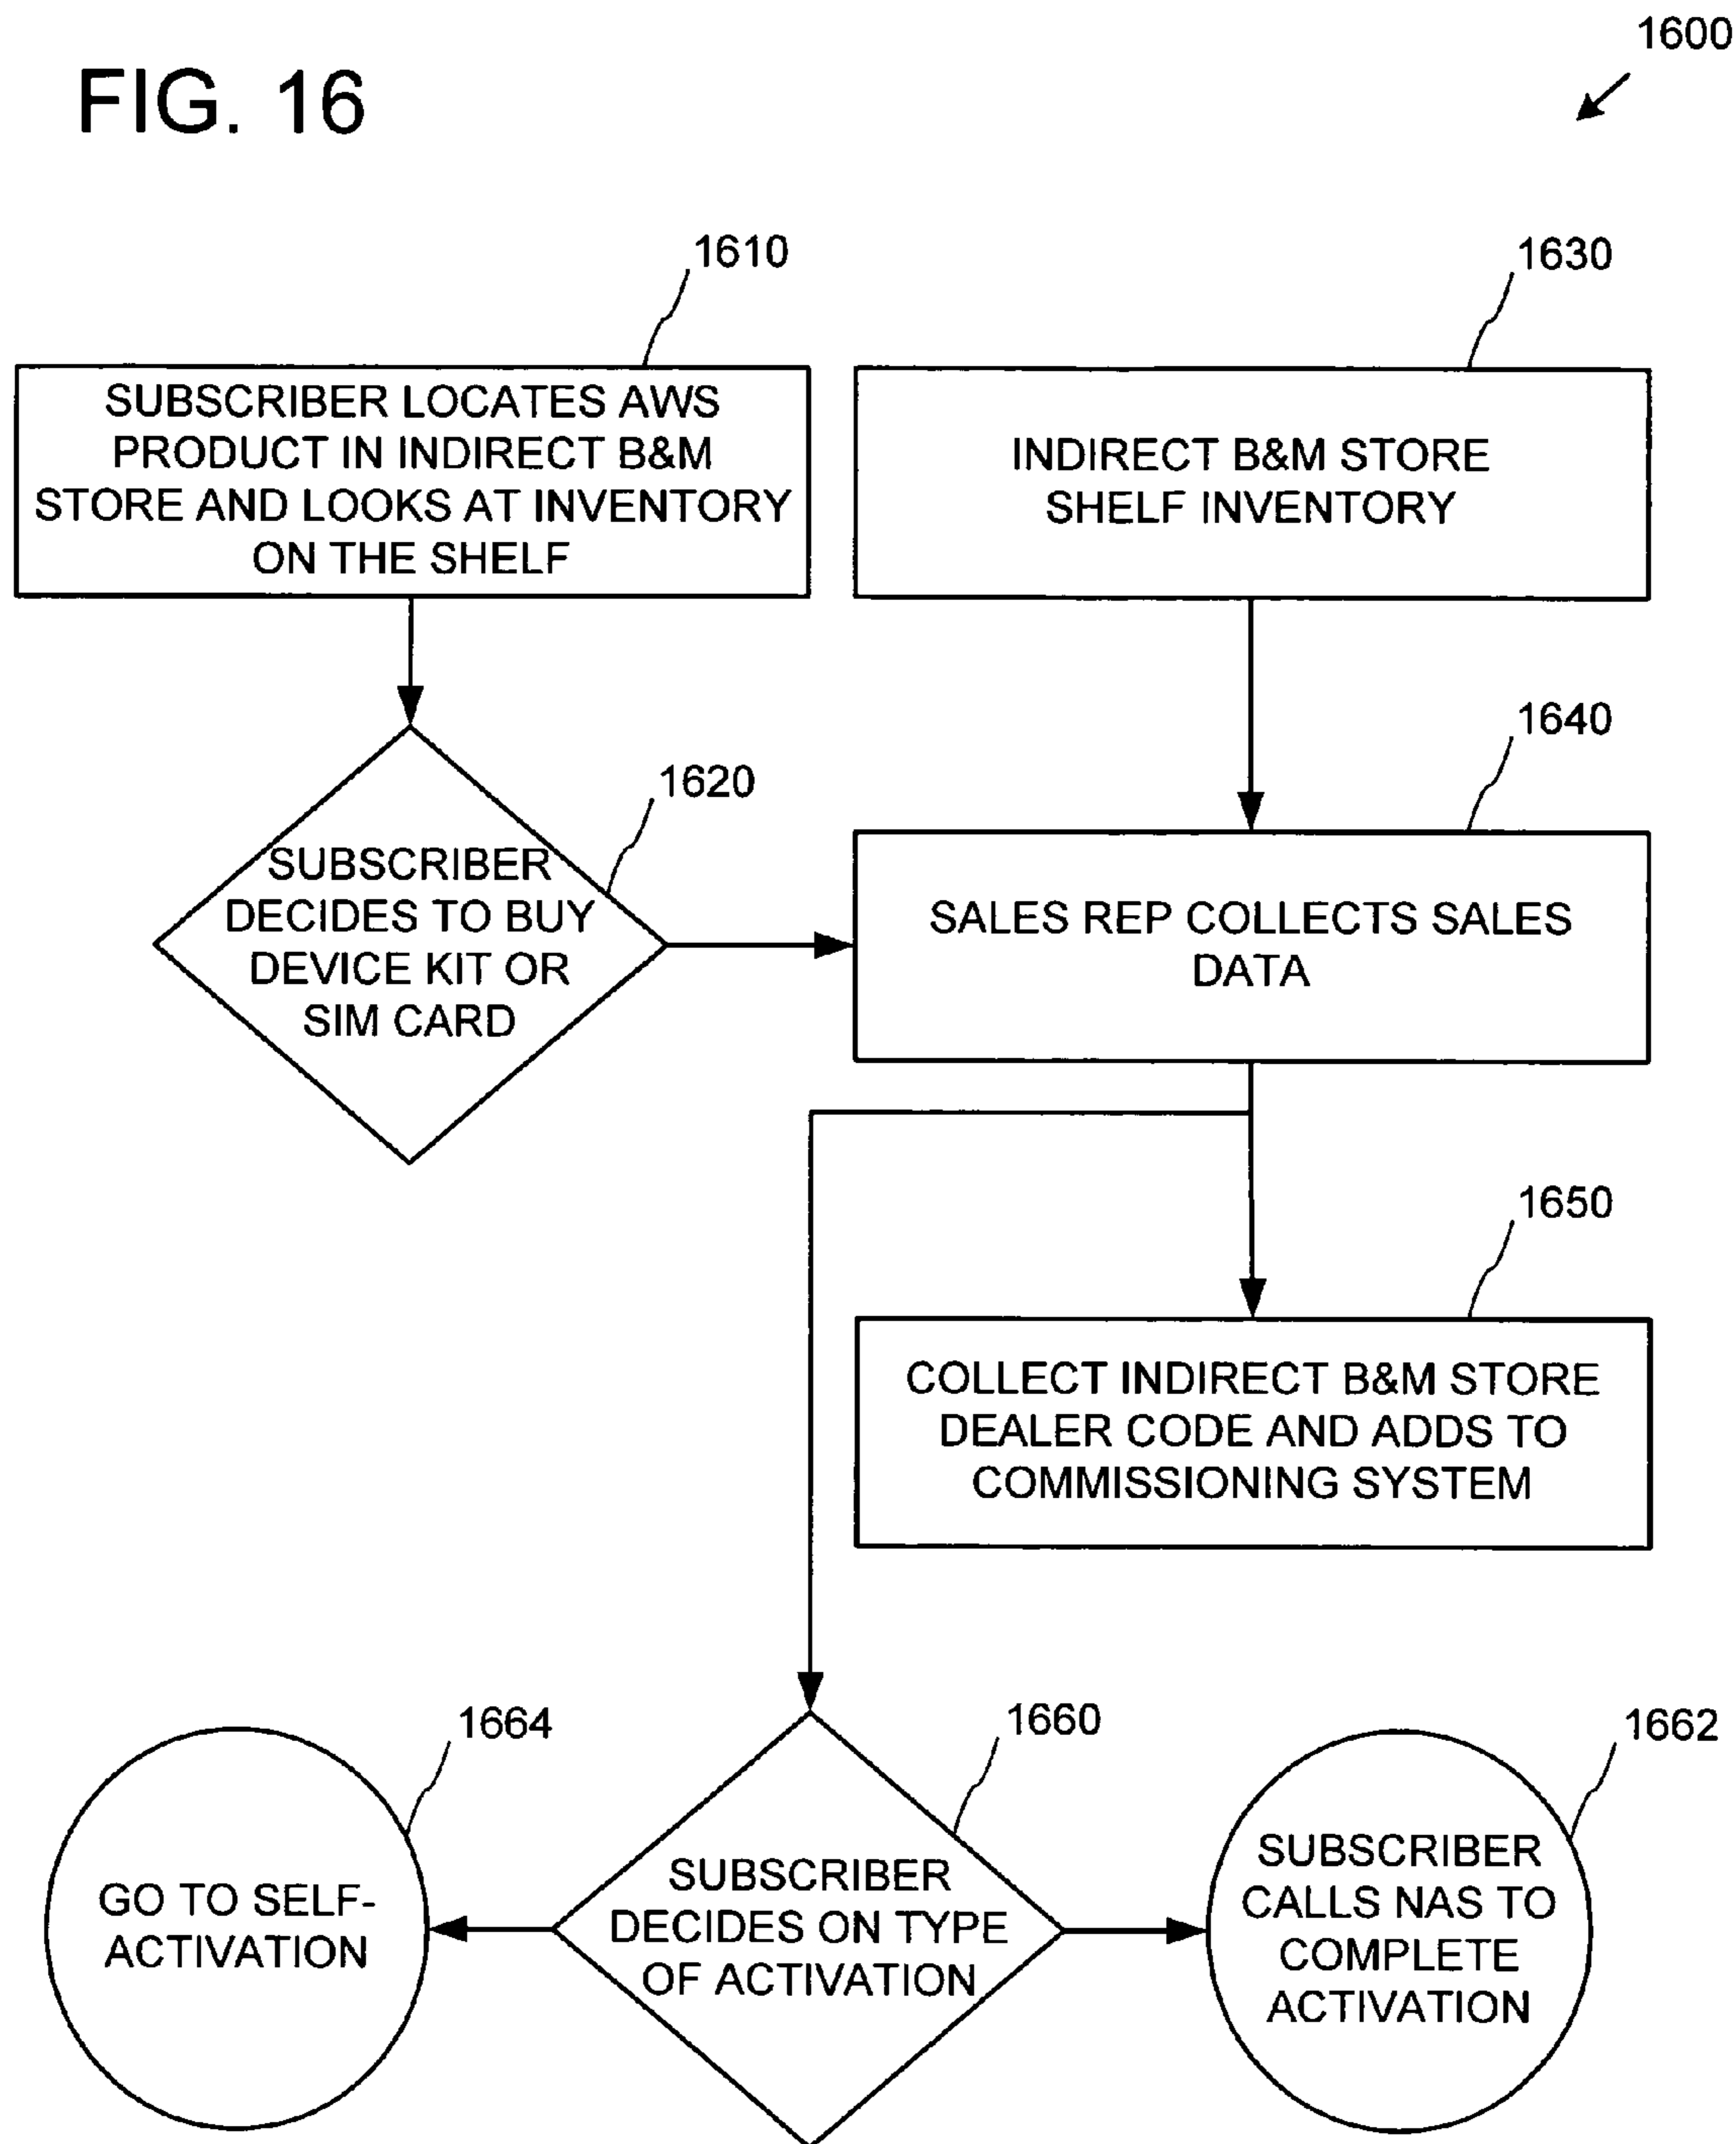 1600
FIG. 16
1610
1630
SUBSCRIBER LOCATES AWS
PRODUCT IN INDIRECT B&M
STORE AND LOOKS AT INVENTORY
ON THE SHELF
INDIRECT B&M STORE
SHELF INVENTORY
1640
1620
SUBSCRIBER
DECIDES TO BUY
DEVICE KIT OR
SIM CARD
SALES REP COLLECTS SALES
DATA
1650
COLLECT INDIRECT B&M STORE
DEALER CODE AND ADDS TO
COMMISSIONING SYSTEM
1664
1660
1662
GO TO SELF-
ACTIVATION
SUBSCRIBER
DECIDES ON TYPE
OF ACTIVATION
SUBSCRIBER
CALLS NAS TO
COMPLETE
ACTIVATION